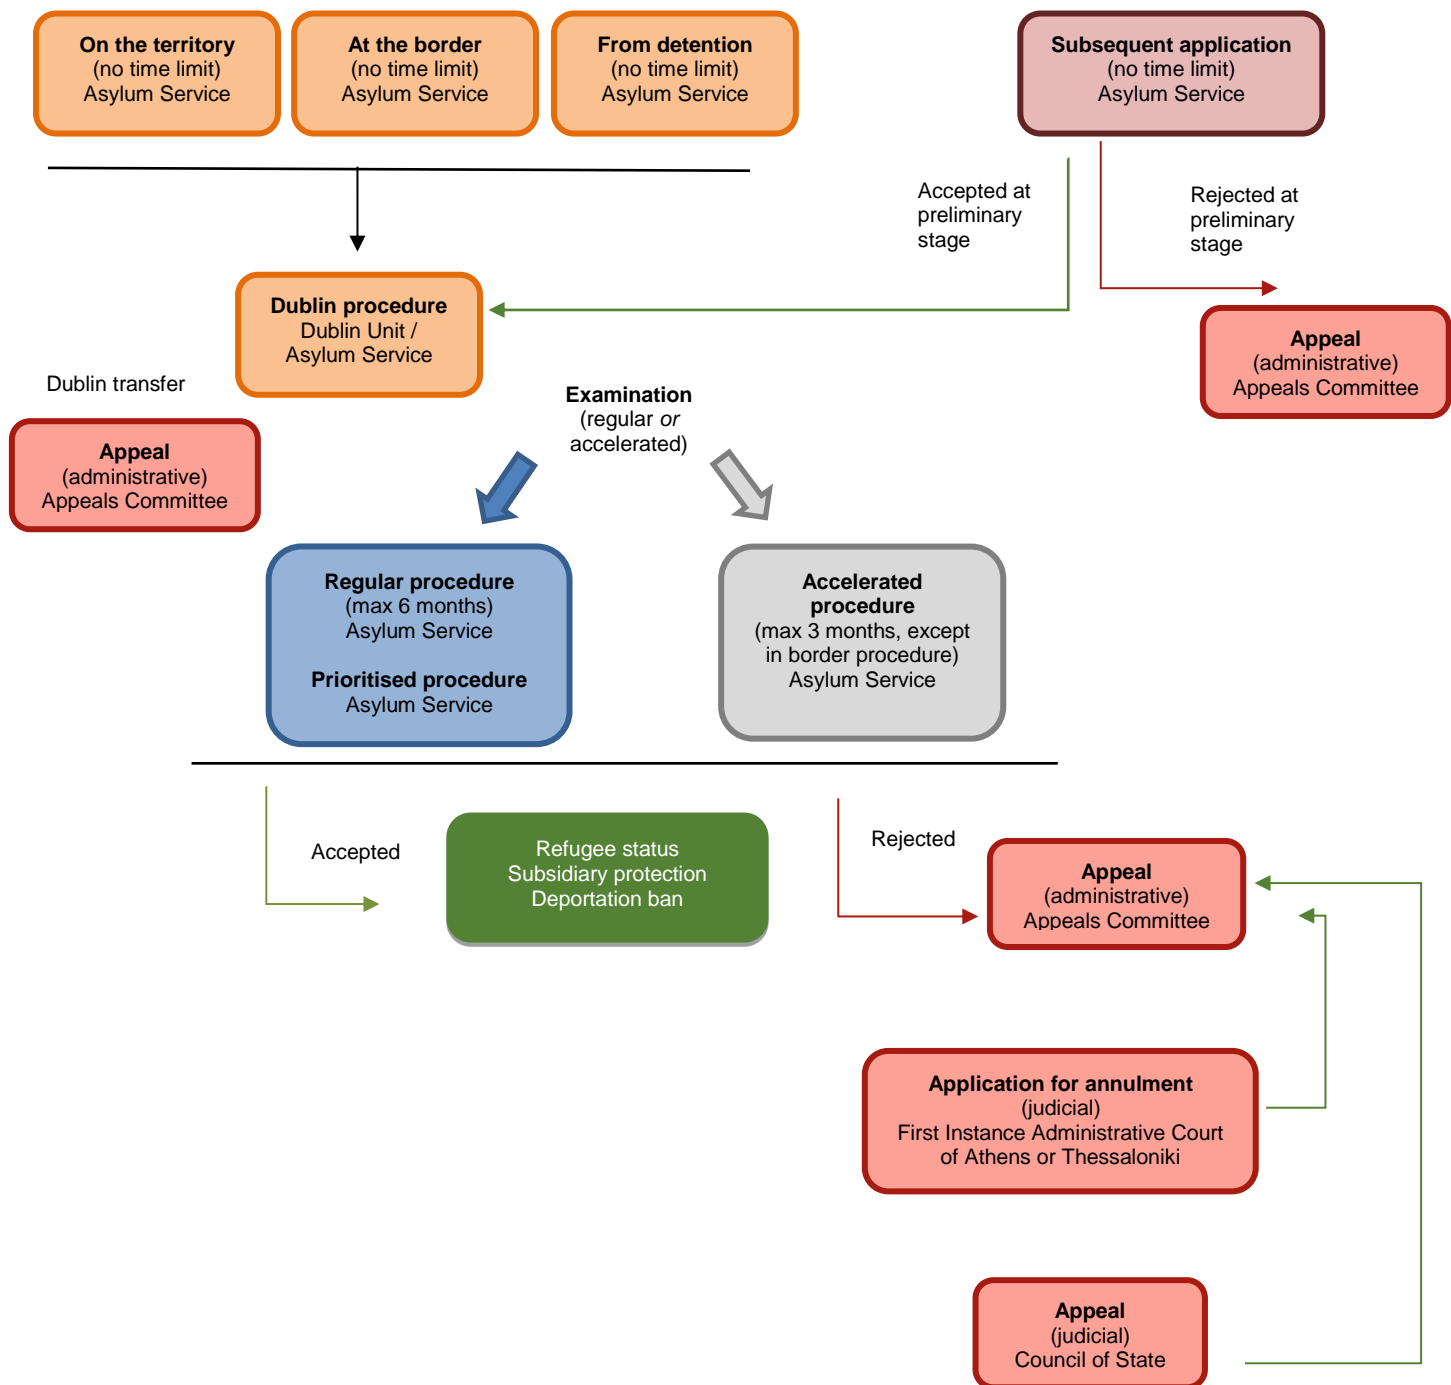 On the territory
(no time limit)
Asylum Service
At the border
(no time limit)
Asylum Service
From detention
(no time limit)
Asylum Service
Subsequent application
(no time limit)
Asylum Service
Accepted at
preliminary
stage
Rejected at
preliminary
stage
Dublin procedure
Dublin Unit /
Asylum Service
Appeal
(administrative)
Appeals Committee
Dublin transfer
Appeal
(administrative)
Appeals Committee
Examination
(regular or
accelerated)
Regular procedure
(max 6 months)
Asylum Service
Prioritised procedure
Asylum Service
Accelerated
procedure
(max 3 months, except
in border procedure)
Asylum Service
Accepted
Refugee status
Subsidiary protection
Deportation ban
Rejected
Appeal
(administrative)
Appeals Committee
Application for annulment
(judicial)
First Instance Administrative Court
of Athens or Thessaloniki
Appeal
(judicial)
Council of State